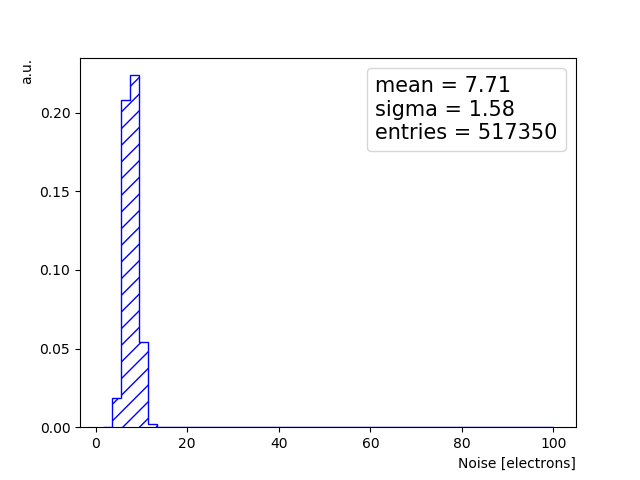 a.u.
mean = 7.71
sigma = 1.58
entries = 517350
0.20
0.15
0.10
0.05
0.00
0 20 40 60 80 100
Noise [electrons]